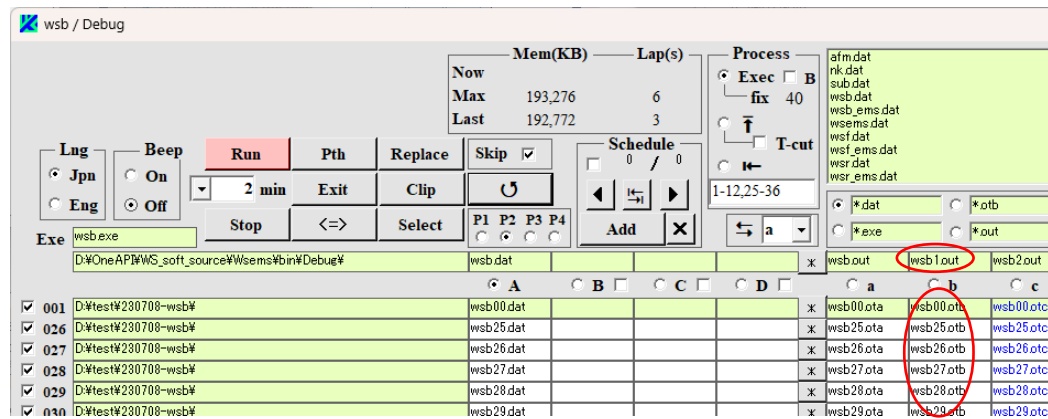 wsb / Debug
Mem(KB) Lap(s)
Now
Max 193,276 6
Last 192,772 3
Process
Exec B
fix 40
T-cut
1-12,25-36
a
afm.dat
nk.dat
sub.dat
wsb.dat
wsb_ems.dat
wsems.dat
wsf.dat
wsf_ems.dat
wsr.dat
wsr_ems.dat
*.dat *.otb
*.exe *.out
Lng
Jpn
Eng
Beep
On
Off
Run Pth Replace
2 min Exit Clip
Stop <=> Select
Skip
P1 P2 P3 P4
Schedule
0 / 0
Add
Exe wsb.exe
D:¥OneAPI¥WS_soft_source¥Wsems¥bin¥Debug¥ wsb.dat * wsb.out wsb1.out wsb2.out
A B C D a b c
001 D:¥test¥230708-wsb¥ wsb00.dat * wsb00.ota wsb00.otb wsb00.otc
026 D:¥test¥230708-wsb¥ wsb25.dat * wsb25.ota wsb25.otb wsb25.otc
027 D:¥test¥230708-wsb¥ wsb26.dat * wsb26.ota wsb26.otb wsb26.otc
028 D:¥test¥230708-wsb¥ wsb27.dat * wsb27.ota wsb27.otb wsb27.otc
029 D:¥test¥230708-wsb¥ wsb28.dat * wsb28.ota wsb28.otb wsb28.otc
030 D:¥test¥230708-wsb¥ wsb29.dat * wsb29.ota wsb29.otb wsb29.otc